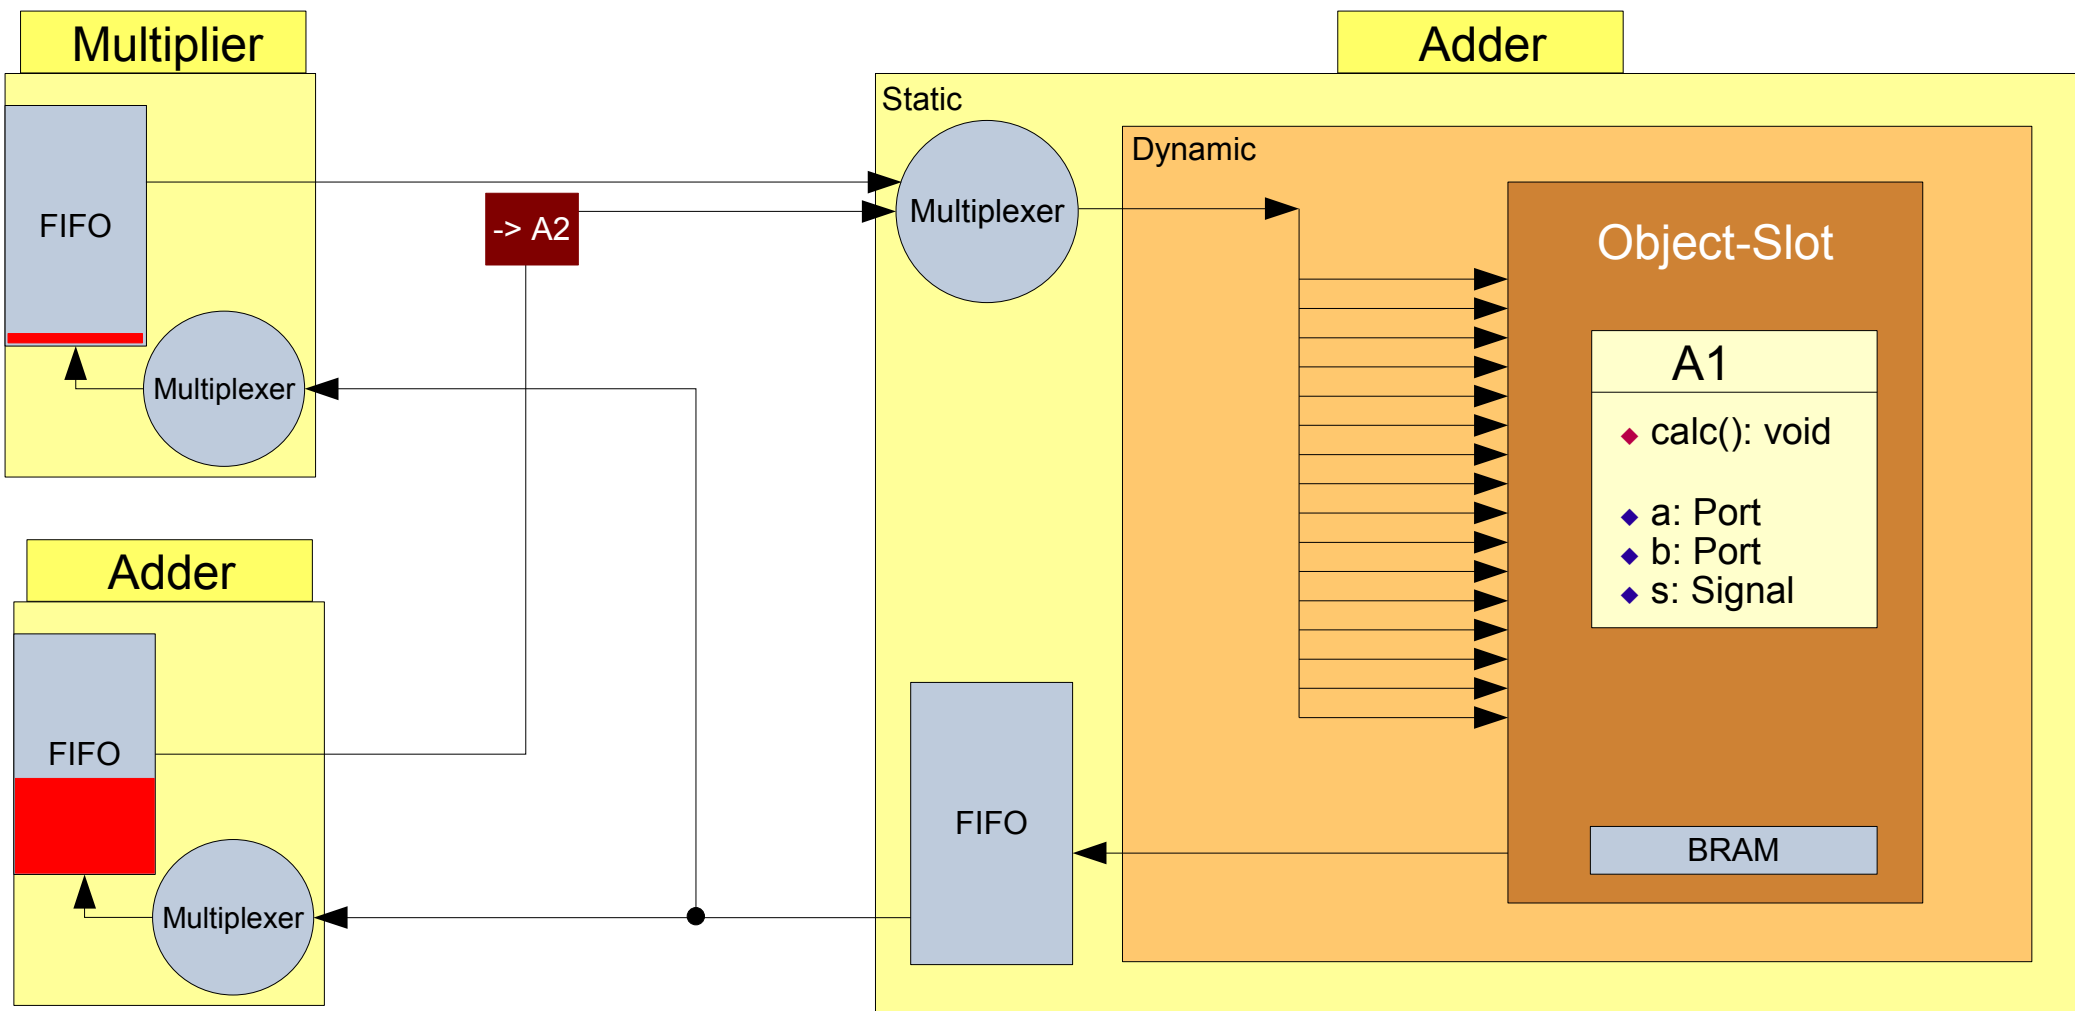 Multiplier
FIFO
Multiplexer
Adder
FIFO
Multiplexer
-> A2
Adder
Static
Multiplexer
FIFO
Dynamic
Object-Slot
A1
calc(): void
a: Port
b: Port
s: Signal
BRAM